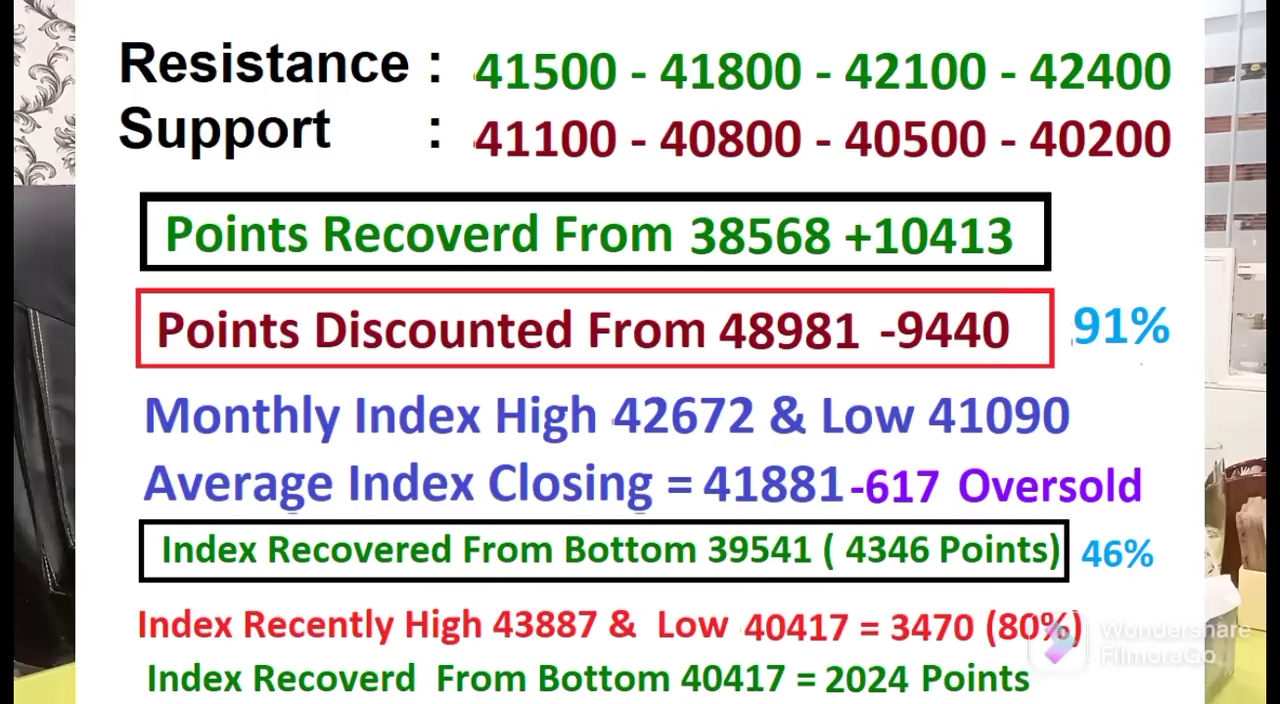 Resistance : 41500 - 41800 - 42100 - 42400
Support : 41100 - 40800 - 40500 - 40200
Points Recoverd From 38568 +10413
Points Discounted From 48981 -9440 91%
Monthly Index High 42672 & Low 41090
Average Index Closing = 41881 -617 Oversold
Index Recovered From Bottom 39541 ( 4346 Points) 46%
Index Recently High 43887 & Low 40417 = 3470 (80%)
Wondershare
FilmoraGo
Index Recoverd From Bottom 40417 = 2024 Points